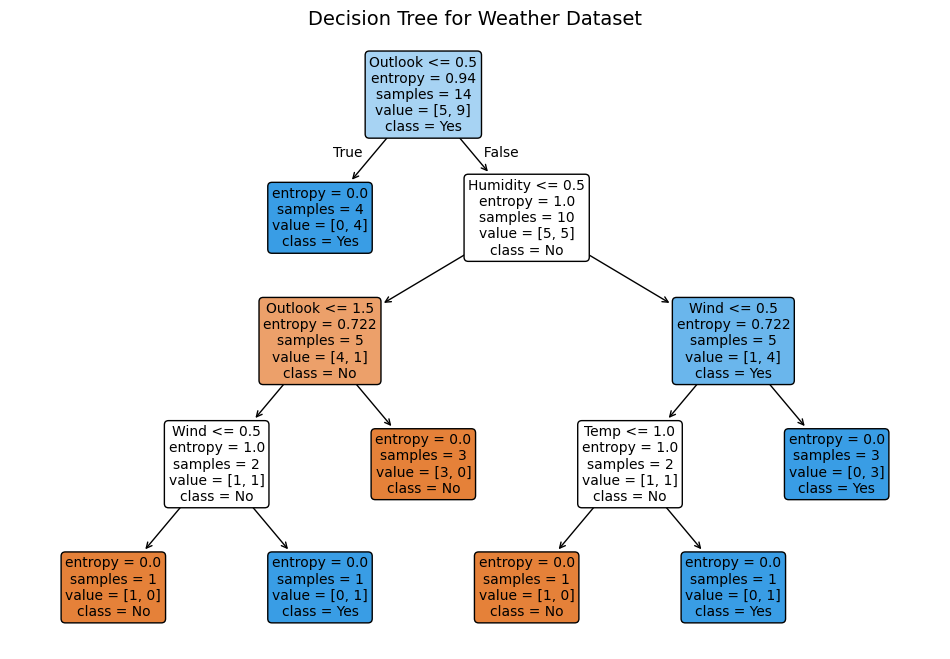 Decision Tree for Weather Dataset
Outlook <= 0.5
entropy = 0.94
samples = 14
value = [5, 9]
class = Yes
True
False
entropy = 0.0
samples = 4
value = [0, 4]
class = Yes
Humidity <= 0.5
entropy = 1.0
samples = 10
value = [5, 5]
class = No
Outlook <= 1.5
entropy = 0.722
samples = 5
value = [4, 1]
class = No
Wind <= 0.5
entropy = 0.722
samples = 5
value = [1, 4]
class = Yes
Wind <= 0.5
entropy = 1.0
samples = 2
value = [1, 1]
class = No
entropy = 0.0
samples = 3
value = [3, 0]
class = No
Temp <= 1.0
entropy = 1.0
samples = 2
value = [1, 1]
class = No
entropy = 0.0
samples = 3
value = [0, 3]
class = Yes
entropy = 0.0
samples = 1
value = [1, 0]
class = No
entropy = 0.0
samples = 1
value = [0, 1]
class = Yes
entropy = 0.0
samples = 1
value = [1, 0]
class = No
entropy = 0.0
samples = 1
value = [0, 1]
class = Yes